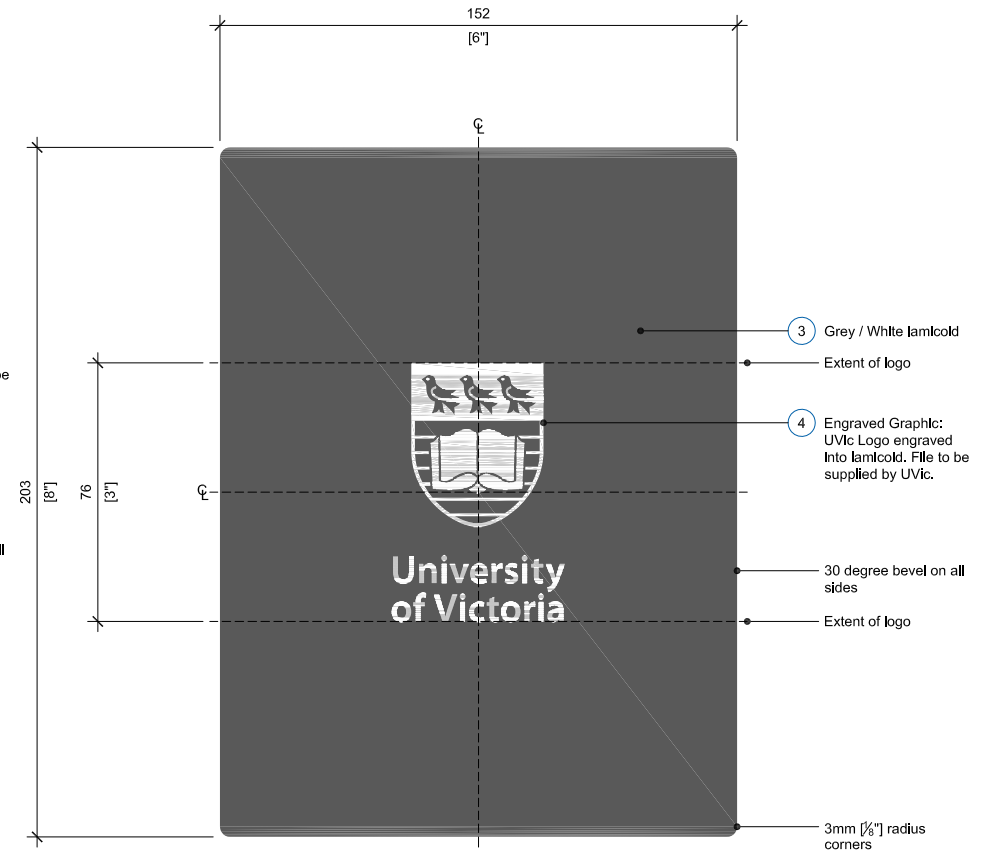 152
[6"]
℄
3 Grey / White lamicoid
Extent of logo
pe
4 Engraved Graphic:
UVic Logo engraved
into lamicoid. File to be
supplied by UVic.
203
[8"]
76
[3"]
℄
ll
University
of Victoria
30 degree bevel on all
sides
Extent of logo
3mm [⅛"] radius
corners